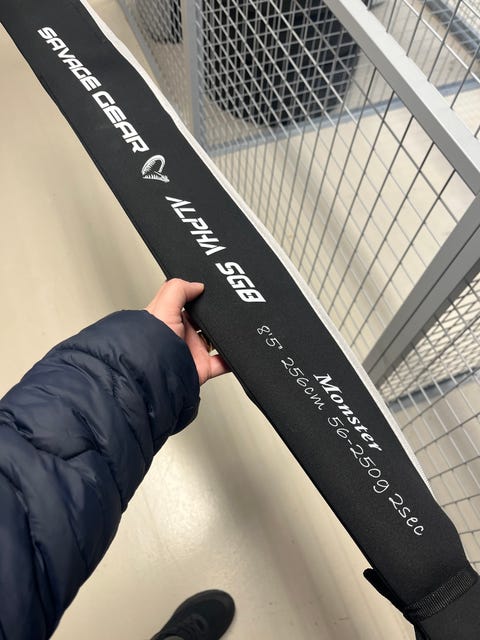 SAVAGE GEAR
ALPHA SG8
Monster
8'5" 256cm 56-250g 2sec